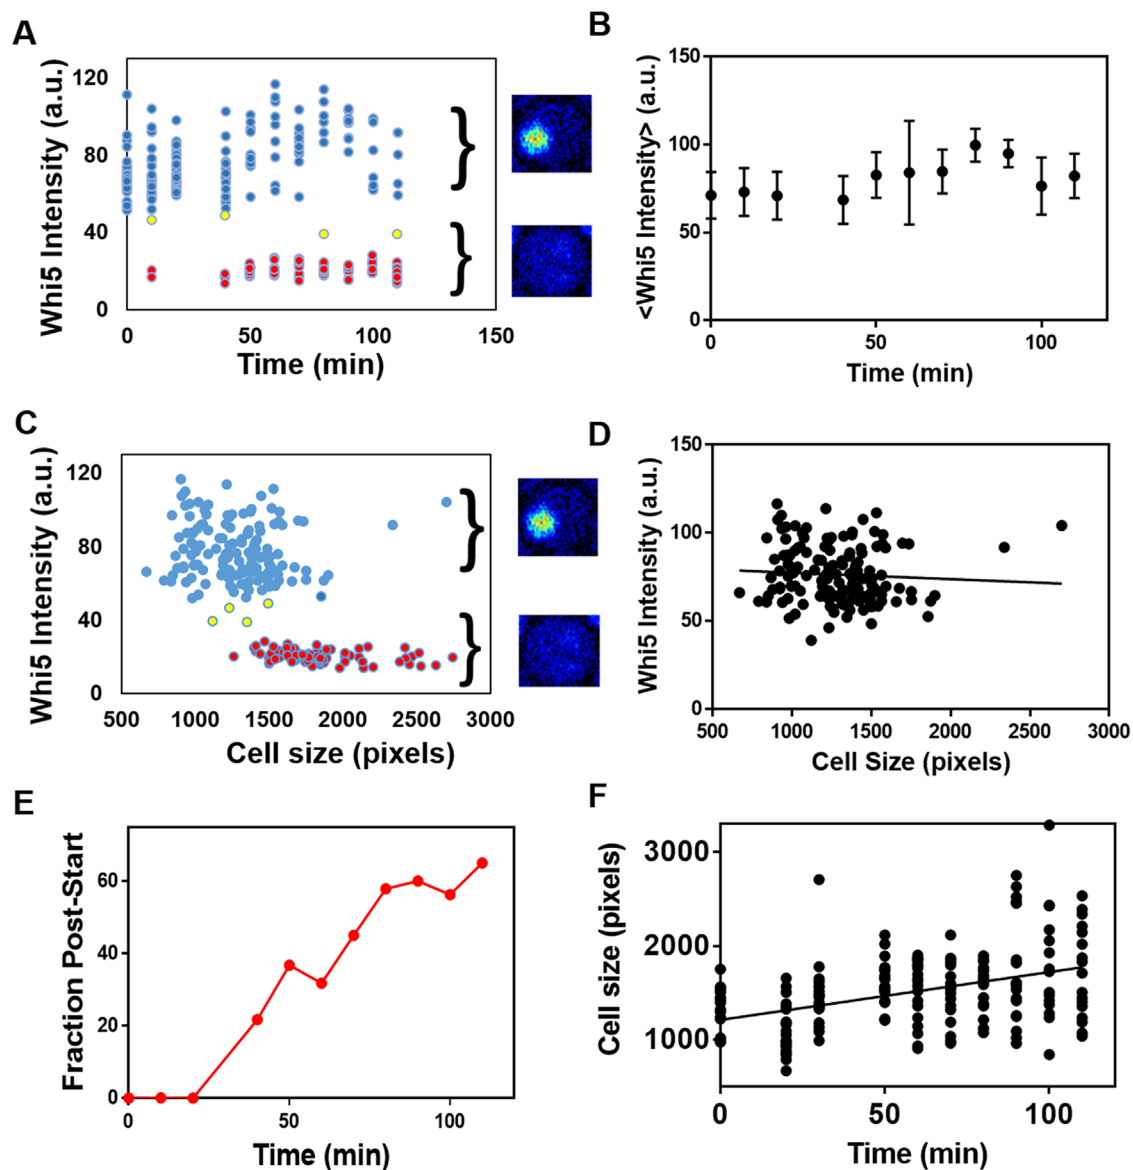 A
Whi5 Intensity (a.u.)
120
80
40
0
0 50 100 150
Time (min)
B
<Whi5 Intensity> (a.u.)
150
100
50
0
0 50 100
Time (min)
C
Whi5 Intensity (a.u.)
120
80
40
0
500 1000 1500 2000 2500 3000
Cell size (pixels)
D
Whi5 Intensity (a.u.)
150
100
50
0
500 1000 1500 2000 2500 3000
Cell Size (pixels)
E
Fraction Post-Start
60
40
20
0
0 50 100
Time (min)
F
Cell size (pixels)
3000
2000
1000
0 50 100
Time (min)